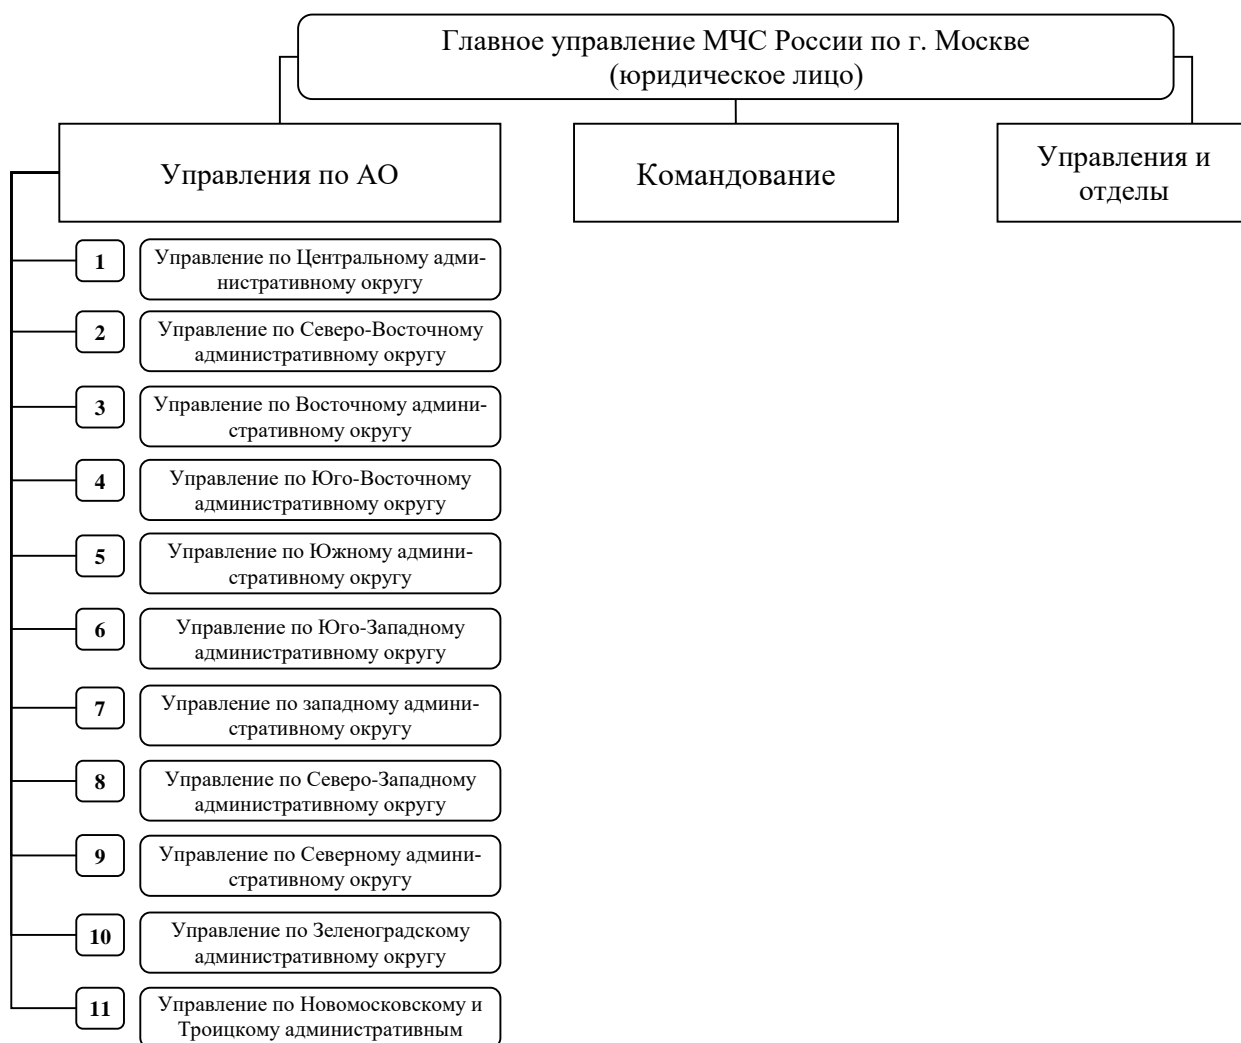 Главное управление МЧС России по г. Москве
(юридическое лицо)
Управления по АО
Командование
Управления и
отделы
1
Управление по Центральному адми-
нистративному округу
2
Управление по Северо-Восточному
административному округу
3
Управление по Восточному админи-
стративному округу
4
Управление по Юго-Восточному
административному округу
5
Управление по Южному админи-
стративному округу
6
Управление по Юго-Западному
административному округу
7
Управление по западному админи-
стративному округу
8
Управление по Северо-Западному
административному округу
9
Управление по Северному админи-
стративному округу
10
Управление по Зеленоградскому
административному округу
11
Управление по Новомосковскому и
Троицкому административным